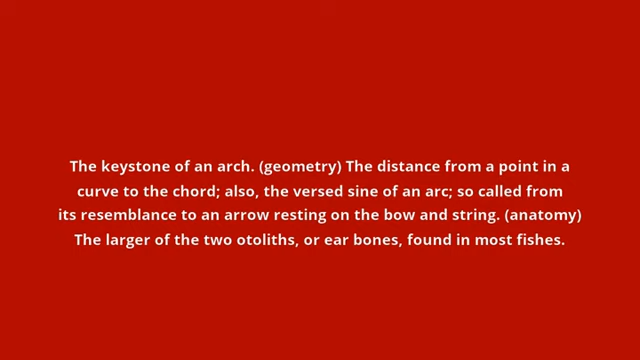 The keystone of an arch. (geometry) The distance from a point in a
curve to the chord; also, the versed sine of an arc; so called from
its resemblance to an arrow resting on the bow and string. (anatomy)
The larger of the two otoliths, or ear bones, found in most fishes.